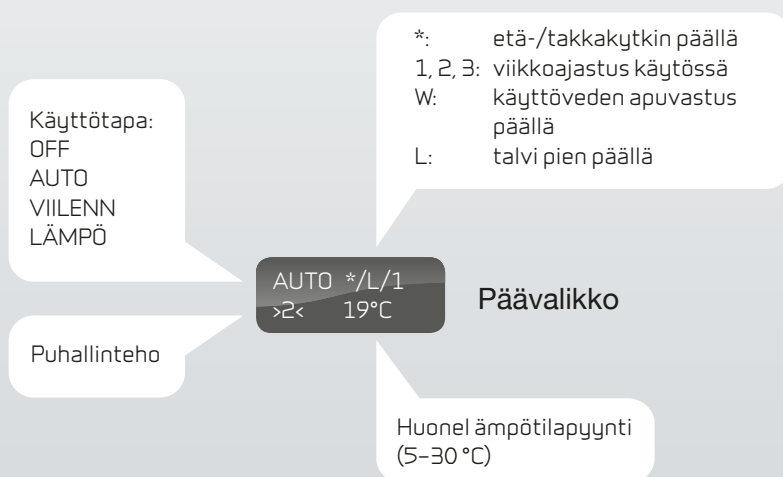 *: etä-/takkakytkin päällä
1, 2, 3: viikkoajastus käytössä
W: käyttöveden apuvastus
päällä
L: talvi pien päällä
Käyttötapa:
OFF
AUTO
VIILENN
LÄMPÖ
AUTO */L/1
>2< 19°C
Päävalikko
Puhallinteho
Huonel ämpötilapyynti
(5–30 °C)